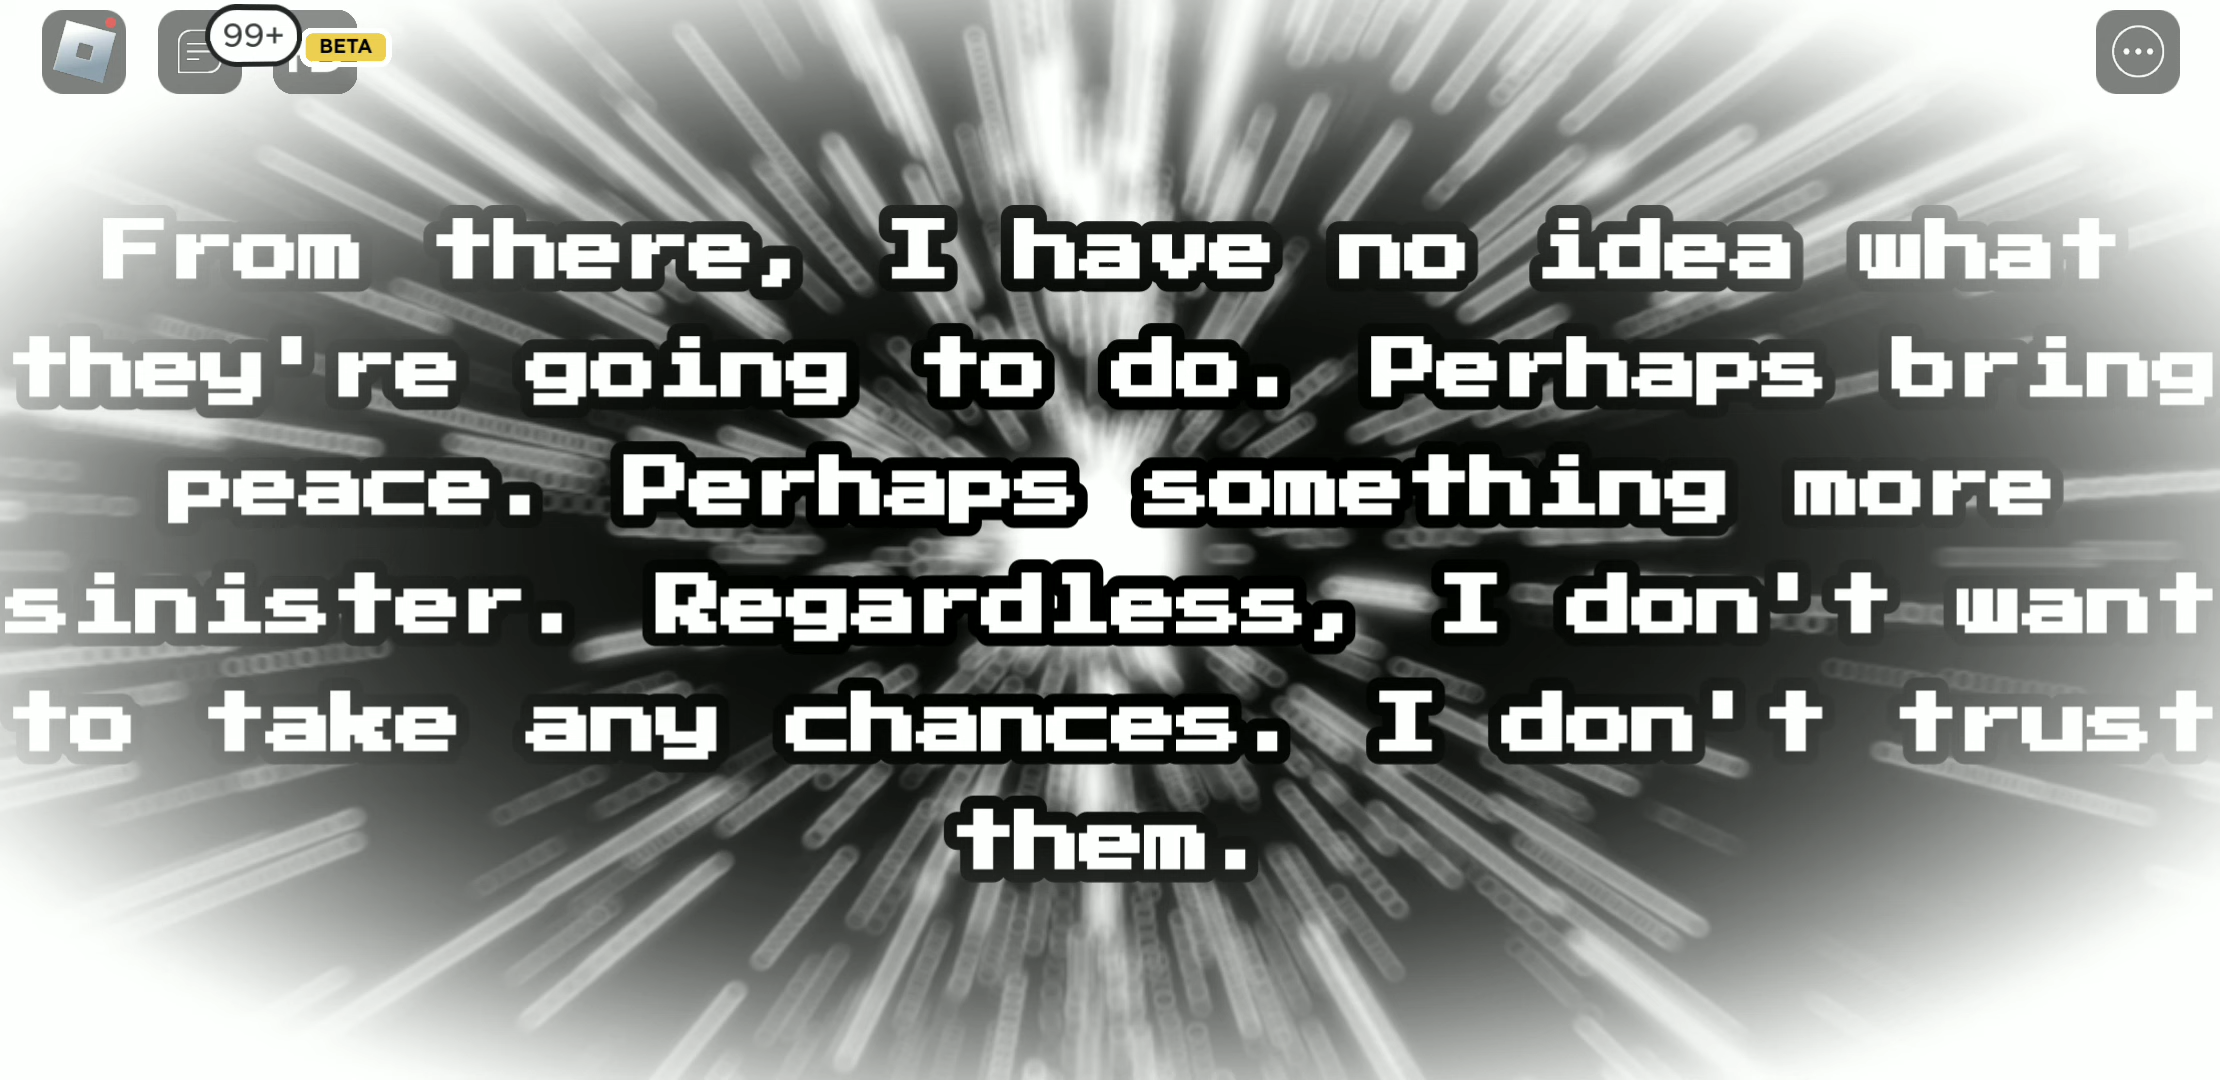 99+
BETA
From there, I have no idea what
they're going to do. Perhaps bring
peace. Perhaps something more
sinister. Regardless, I don't want
to take any chances. I don't trust
them.